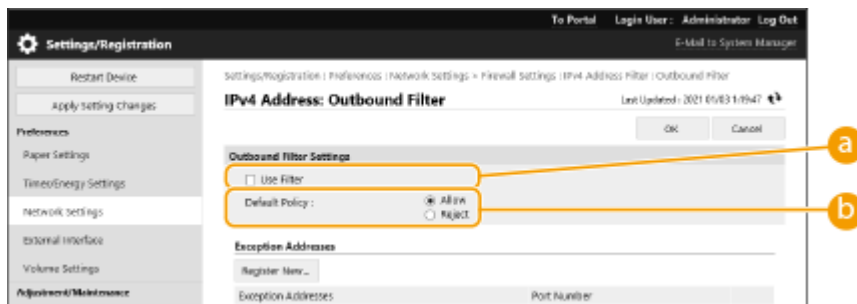 To Portal Login User : Administrator Log Out
Settings/Registration
E-Mail to System Manager
Restart Device
Apply Setting Changes
Preferences
Paper Settings
Timer/Energy Settings
Network Settings
External Interface
Volume Settings
Adjustment/Maintenance
Settings/Registration : Preferences : Network Settings > Firewall Settings : IPv4 Address Filter : Outbound Filter
IPv4 Address: Outbound Filter
Last Updated : 2021 01/03 1:19:47
OK Cancel
Outbound Filter Settings
Use Filter
Default Policy :
Allow
Reject
Exception Addresses
Register New...
Exception Addresses Port Number
a
b